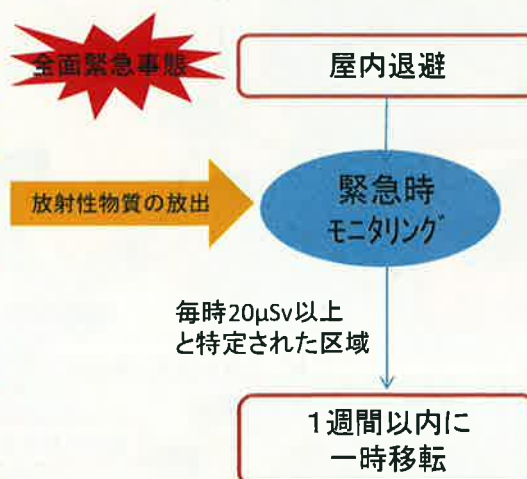 全面緊急事態
屋内退避
放射性物質の放出
緊急時
モニタリング
毎時20μSv以上
と特定された区域
1週間以内に
一時移転